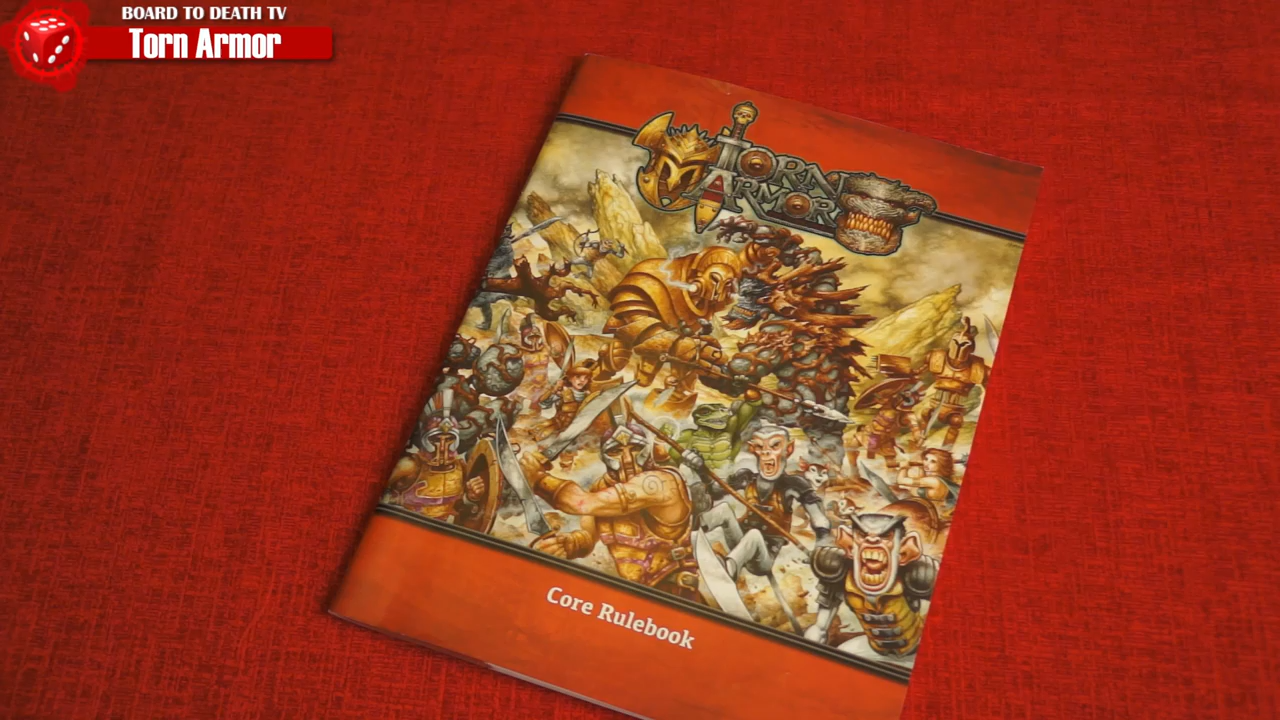 BOARD TO DEATH TV
Torn Armor
TORN
ARMOR
Core Rulebook